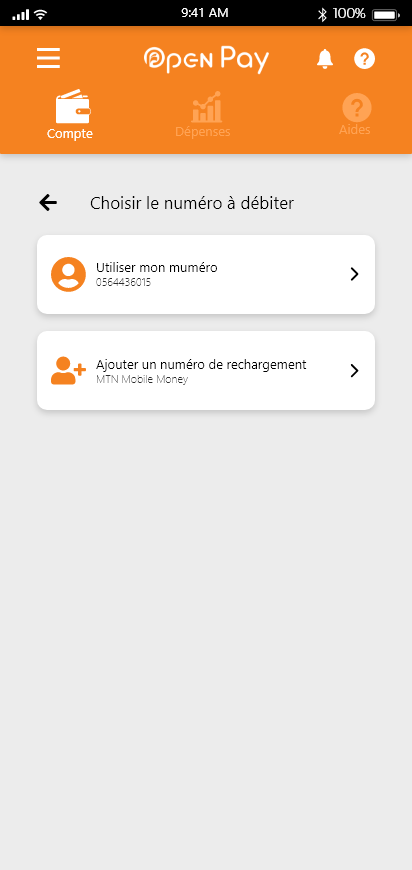 9:41 AM
100%
Open Pay
Compte
Dépenses
Aides
Choisir le numéro à débiter
Utiliser mon muméro
0564436015
Ajouter un numéro de rechargement
MTN Mobile Money